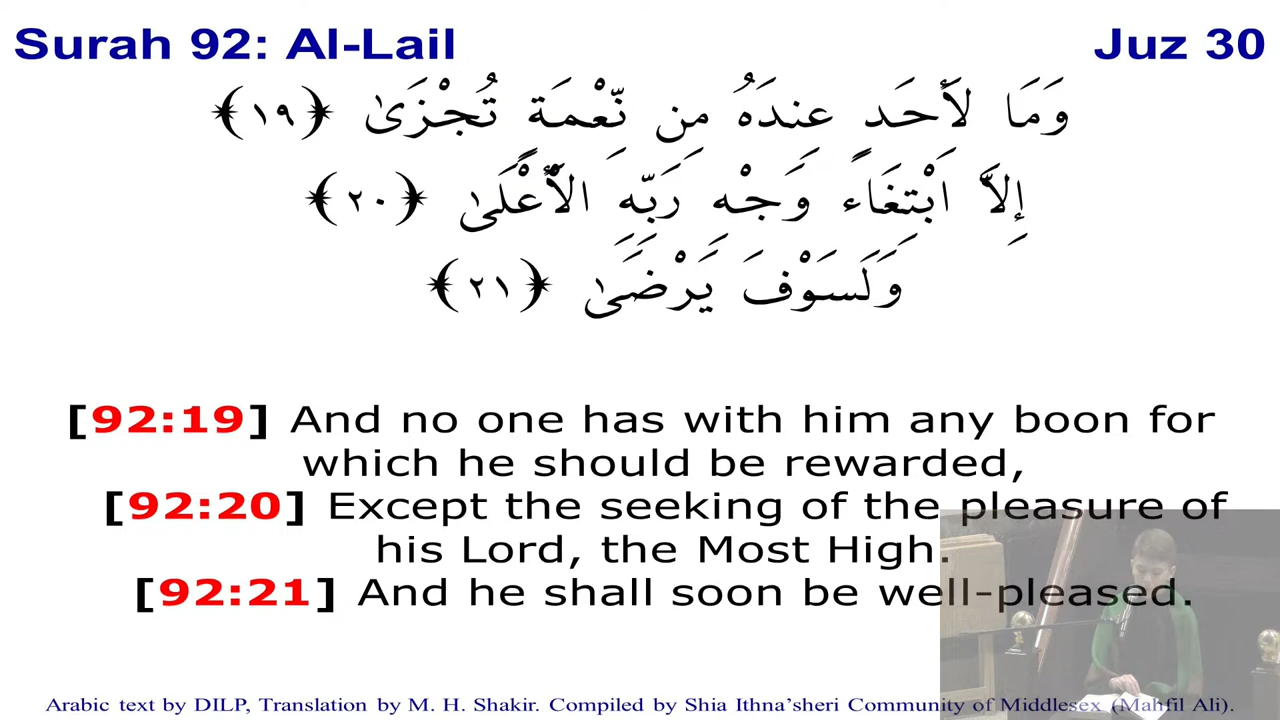 Surah 92: Al-Lail
Juz 30
وَمَا لَأَحَدٍ عِندَهُ مِن نِّعْمَةٍ تُجْزَىٰ ﴿١٩﴾
إِلاَّ ابْتِغَاءَ وَجْهِ رَبِّهِ الأَعْلَىٰ ﴿٢٠﴾
وَلَسَوْفَ يَرْضَىٰ ﴿٢١﴾
[92:19] And no one has with him any boon for
which he should be rewarded,
[92:20] Except the seeking of the pleasure of
his Lord, the Most High.
[92:21] And he shall soon be well-pleased.
Arabic text by DILP, Translation by M. H. Shakir. Compiled by Shia Ithna'sheri Community of Middlesex (Mahfil Ali).